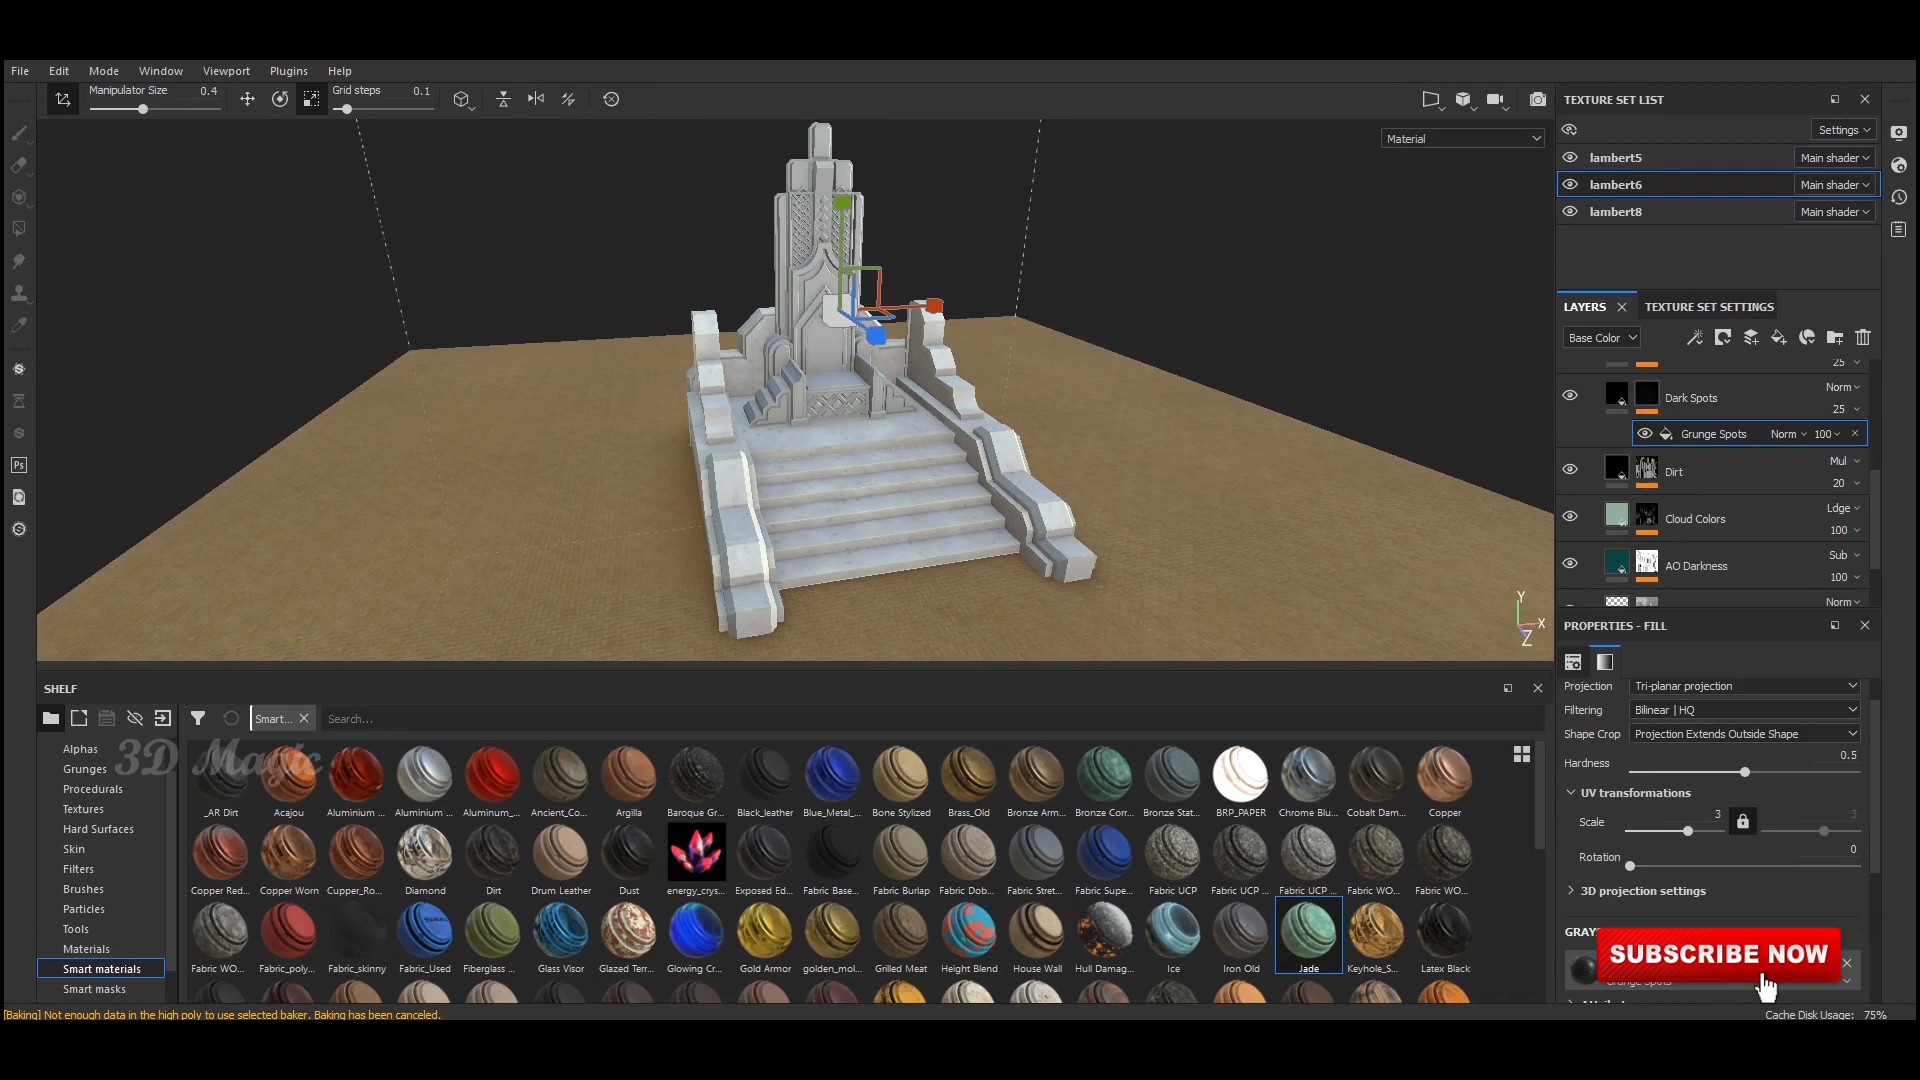 File Edit Mode Window Viewport Plugins Help
Manipulator Size 0.4 Grid steps 0.1
Material
TEXTURE SET LIST
Settings
lambert5 Main shader
lambert6 Main shader
lambert8 Main shader
LAYERS TEXTURE SET SETTINGS
Base Color
25
Dark Spots Norm
25
Grunge Spots Norm 100
Dirt Mul
20
Cloud Colors Ldge
100
AO Darkness Sub
100
Norm
PROPERTIES - FILL
Projection Tri-planar projection
Filtering Bilinear | HQ
Shape Crop Projection Extends Outside Shape
Hardness 0.5
UV transformations
Scale 3 3
Rotation 0
3D projection settings
SUBSCRIBE NOW
Grunge Spots
Y
X
Z
SHELF
Smart... Search...
3D Magic
Alphas
Grunges
Procedurals
Textures
Hard Surfaces
Skin
Filters
Brushes
Particles
Tools
Materials
Smart materials
Smart masks
_AR Dirt Acajou Aluminium ... Aluminium ... Aluminum_... Ancient_Co... Argilla Baroque Gr... Black_leather Blue_Metal_... Bone Stylized Brass_Old Bronze Arm... Bronze Corr... Bronze Stat... BRP_PAPER Chrome Blu... Cobalt Dam... Copper
Copper Red... Copper Worn Cupper_Ro... Diamond Dirt Drum Leather Dust energy_crys... Exposed Ed... Fabric Base... Fabric Burlap Fabric Dob... Fabric Stret... Fabric Supe... Fabric UCP Fabric UCP ... Fabric UCP ... Fabric WO... Fabric WO...
Fabric WO... Fabric_poly... Fabric_skinny Fabric_Used Fiberglass ... Glass Visor Glazed Terr... Glowing Cr... Gold Armor golden_mol... Grilled Meat Height Blend House Wall Hull Damag... Ice Iron Old Jade Keyhole_S... Latex Black
[Baking] Not enough data in the high poly to use selected baker. Baking has been canceled.
Cache Disk Usage: 75%